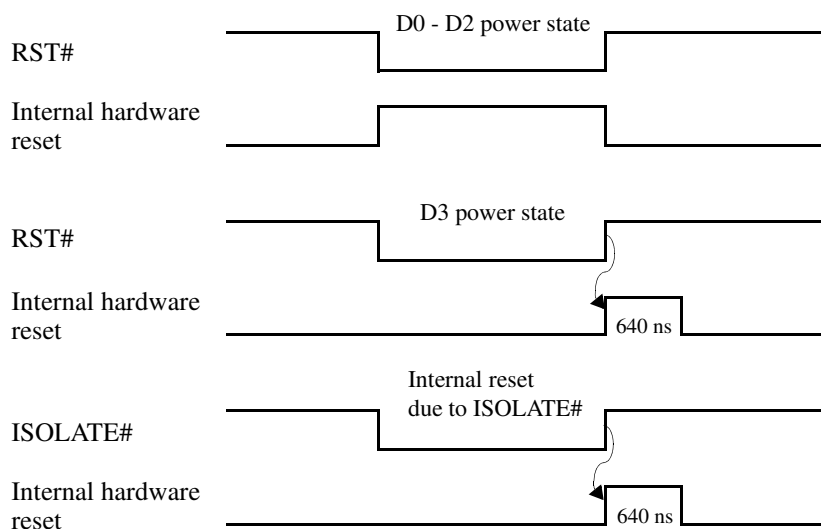 D0 - D2 power state
RST#
Internal hardware
reset
D3 power state
RST#
Internal hardware
reset
640 ns
Internal reset
due to ISOLATE#
ISOLATE#
Internal hardware
reset
640 ns